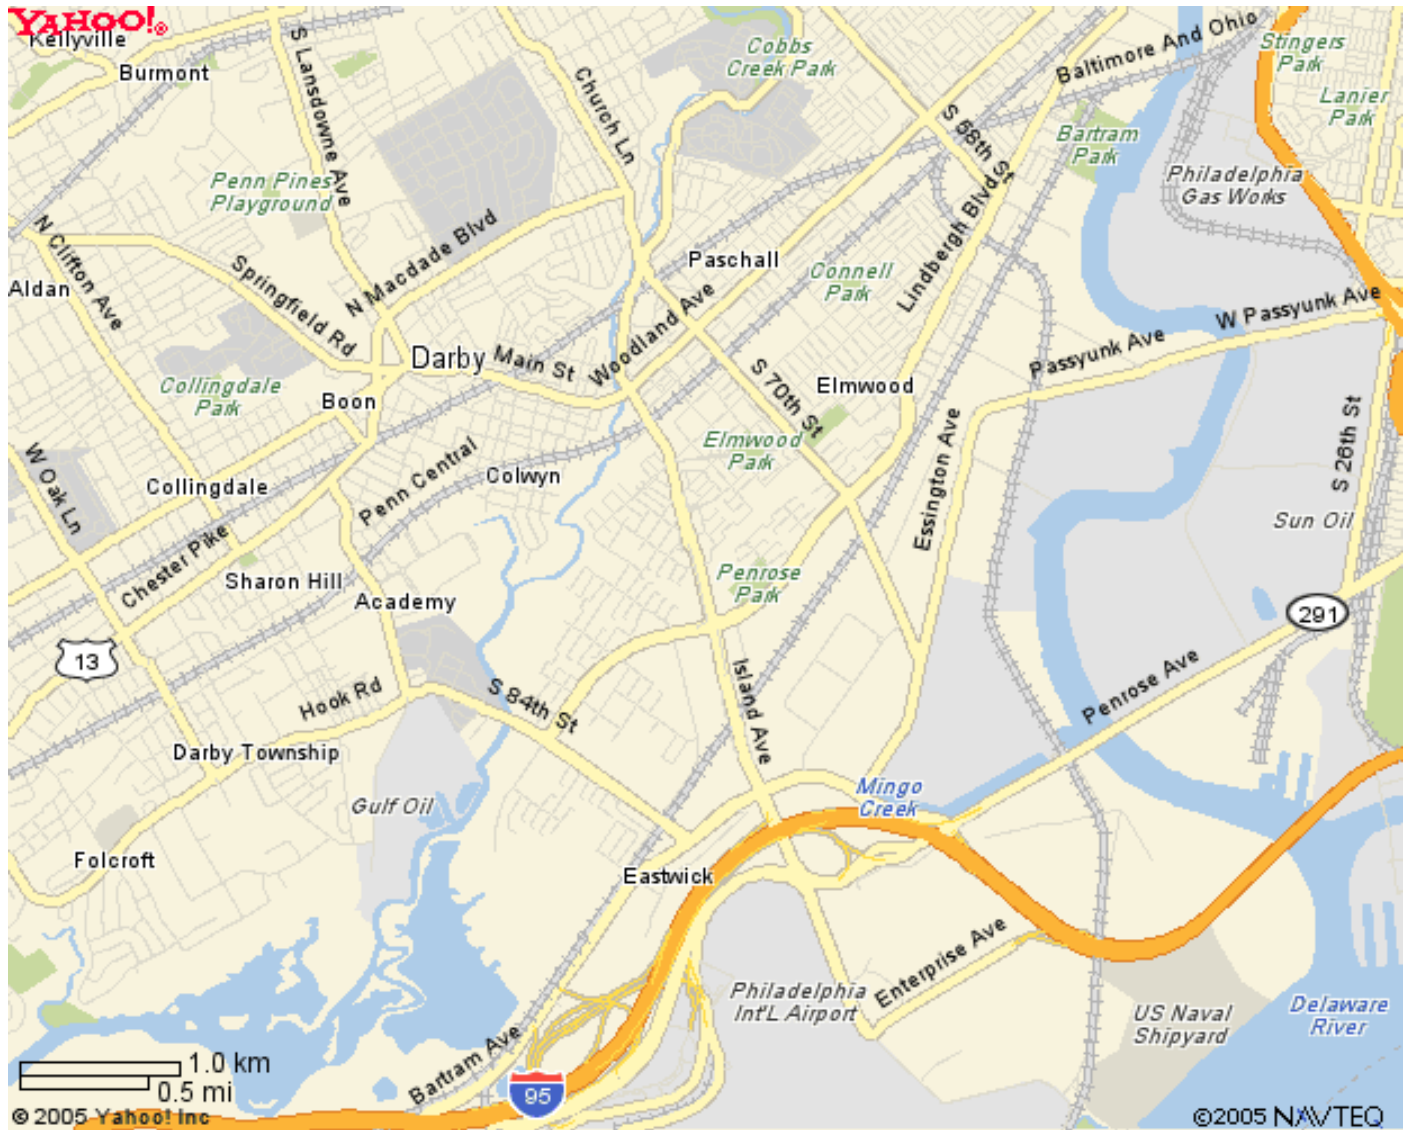 YAHOO!®
Kellyville
Burmont
S Lansdowne Ave
Church Ln
Cobbs
Creek Park
Baltimore And Ohio
Stingers
Park
Lanier
Park
S 58th St
Bartram
Park
Philadelphia
Gas Works
Penn Pines
Playground
N Clifton Ave
Aldan
Springfield Rd
N Macdade Blvd
Paschall
Connell
Park
Lindbergh Blvd
W Passyunk Ave
Passyunk Ave
Darby
Main St
Woodland Ave
S 70th St
Elmwood
Collingdale
Park
Boon
Elmwood
Park
Essington Ave
S 26th St
W Oak Ln
Collingdale
Penn Central
Colwyn
Sun Oil
Chester Pike
Sharon Hill
Academy
Penrose
Park
291
13
Hook Rd
S 84th St
Island Ave
Penrose Ave
Darby Township
Gulf Oil
Mingo
Creek
Folcroft
Eastwick
Enterprise Ave
Philadelphia
Int'L Airport
US Naval
Shipyard
Delaware
River
Bartram Ave
95
1.0 km
0.5 mi
© 2005 Yahoo! Inc
©2005 NAVTEQ